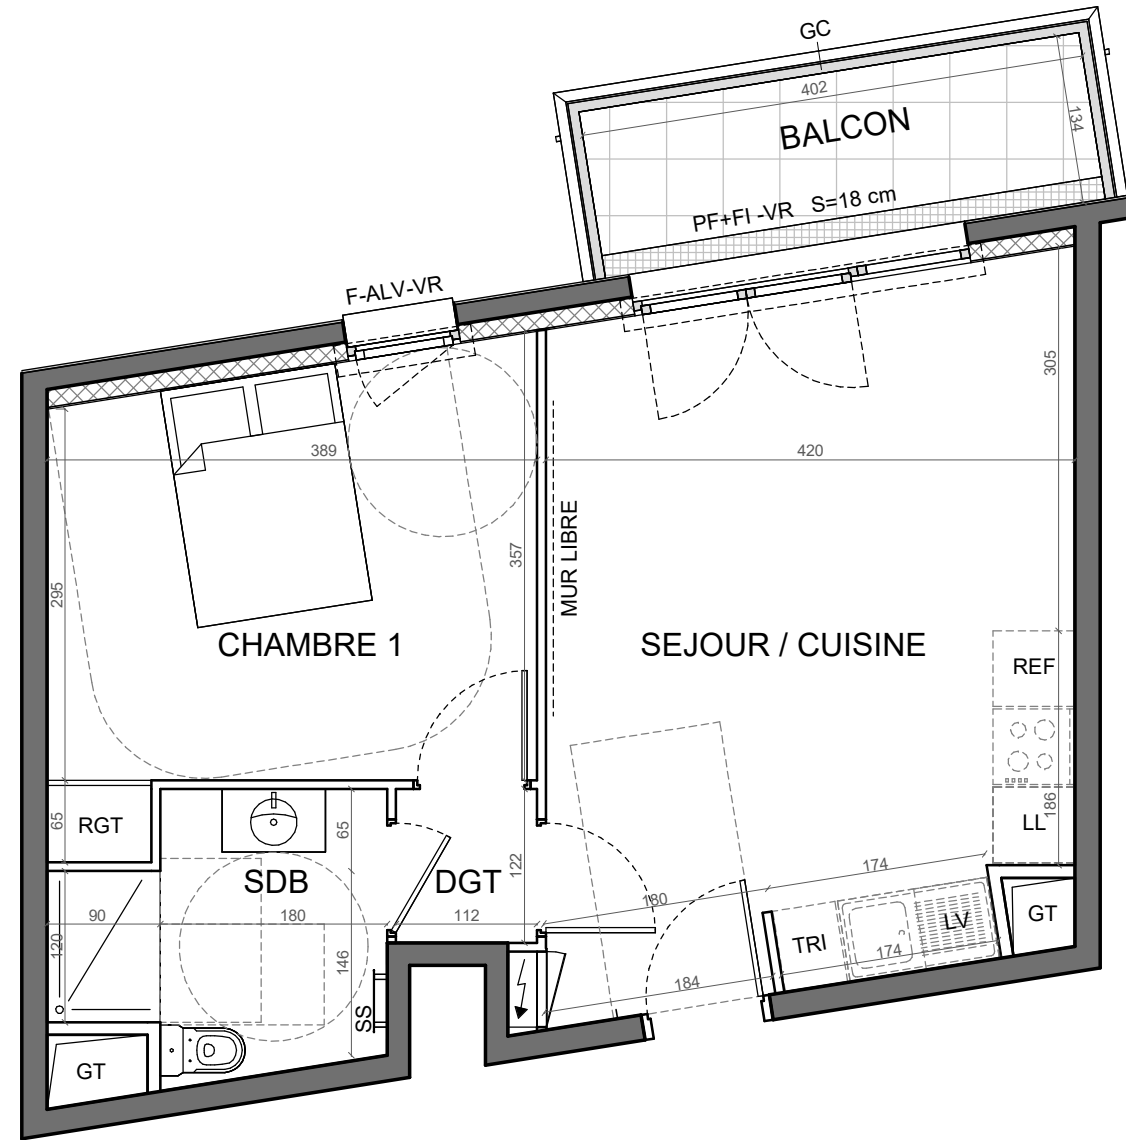 GC
402
134
BALCON
PF+FI -VR S=18 cm
F-ALV-VR
305
389
420
MUR LIBRE
357
295
CHAMBRE 1
SEJOUR / CUISINE
REF
186
LL
65
RGT
65
SDB
DGT
122
174
180
GT
90
180
112
LV
TRI
174
120
146
184
SS
GT